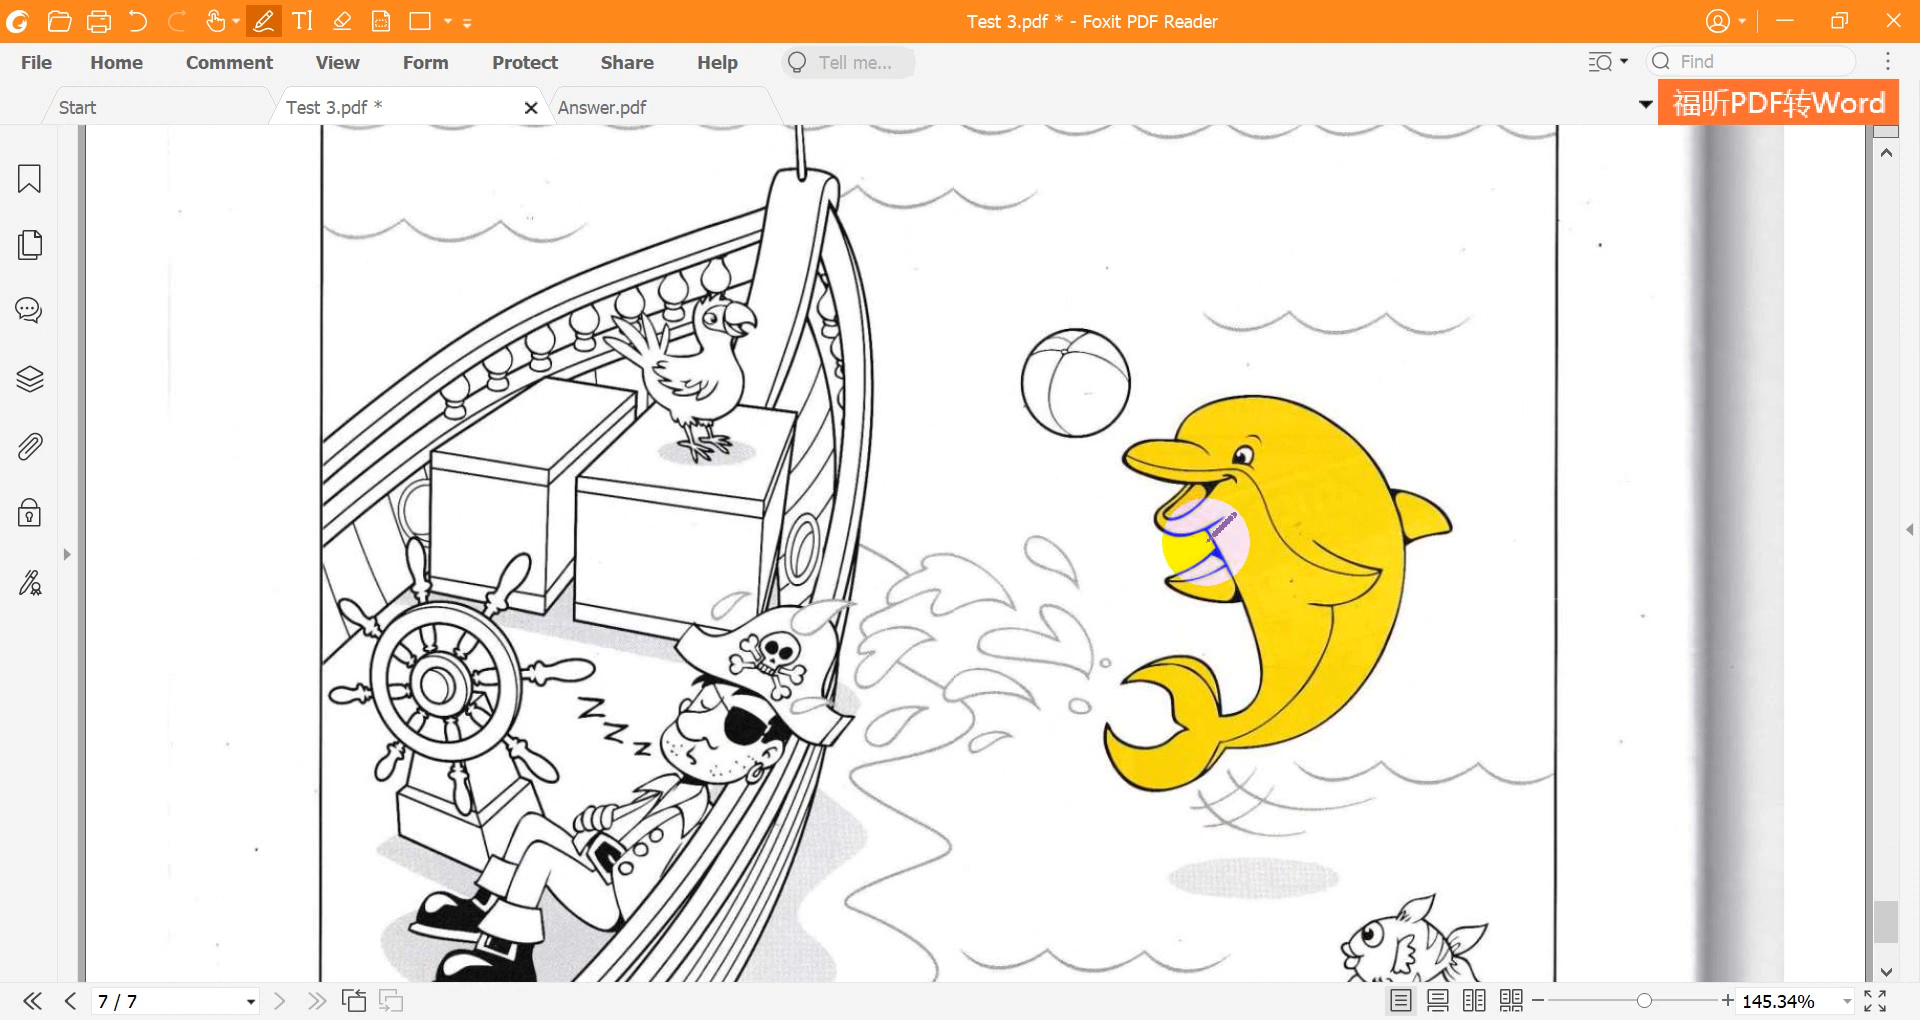 Test 3.pdf * - Foxit PDF Reader
File Home Comment View Form Protect Share Help Tell me... Find
Start Test 3.pdf * Answer.pdf 福昕PDF转Word
Z
Z
Z
7 / 7 145.34%